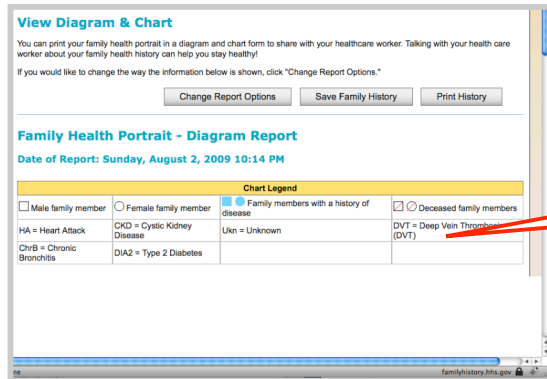 View Diagram & Chart
You can print your family health portrait in a diagram and chart form to share with your healthcare worker. Talking with your health care
worker about your family health history can help you stay healthy!
If you would like to change the way the information below is shown, click "Change Report Options."
Change Report Options Save Family History Print History
Family Health Portrait - Diagram Report
Date of Report: Sunday, August 2, 2009 10:14 PM
Chart Legend
Male family member Female family member Family members with a history of disease Deceased family members
HA = Heart Attack CKD = Cystic Kidney Disease Ukn = Unknown DVT = Deep Vein Thrombosis (DVT)
ChrB = Chronic Bronchitis DIA2 = Type 2 Diabetes
ne familyhistory.hhs.gov